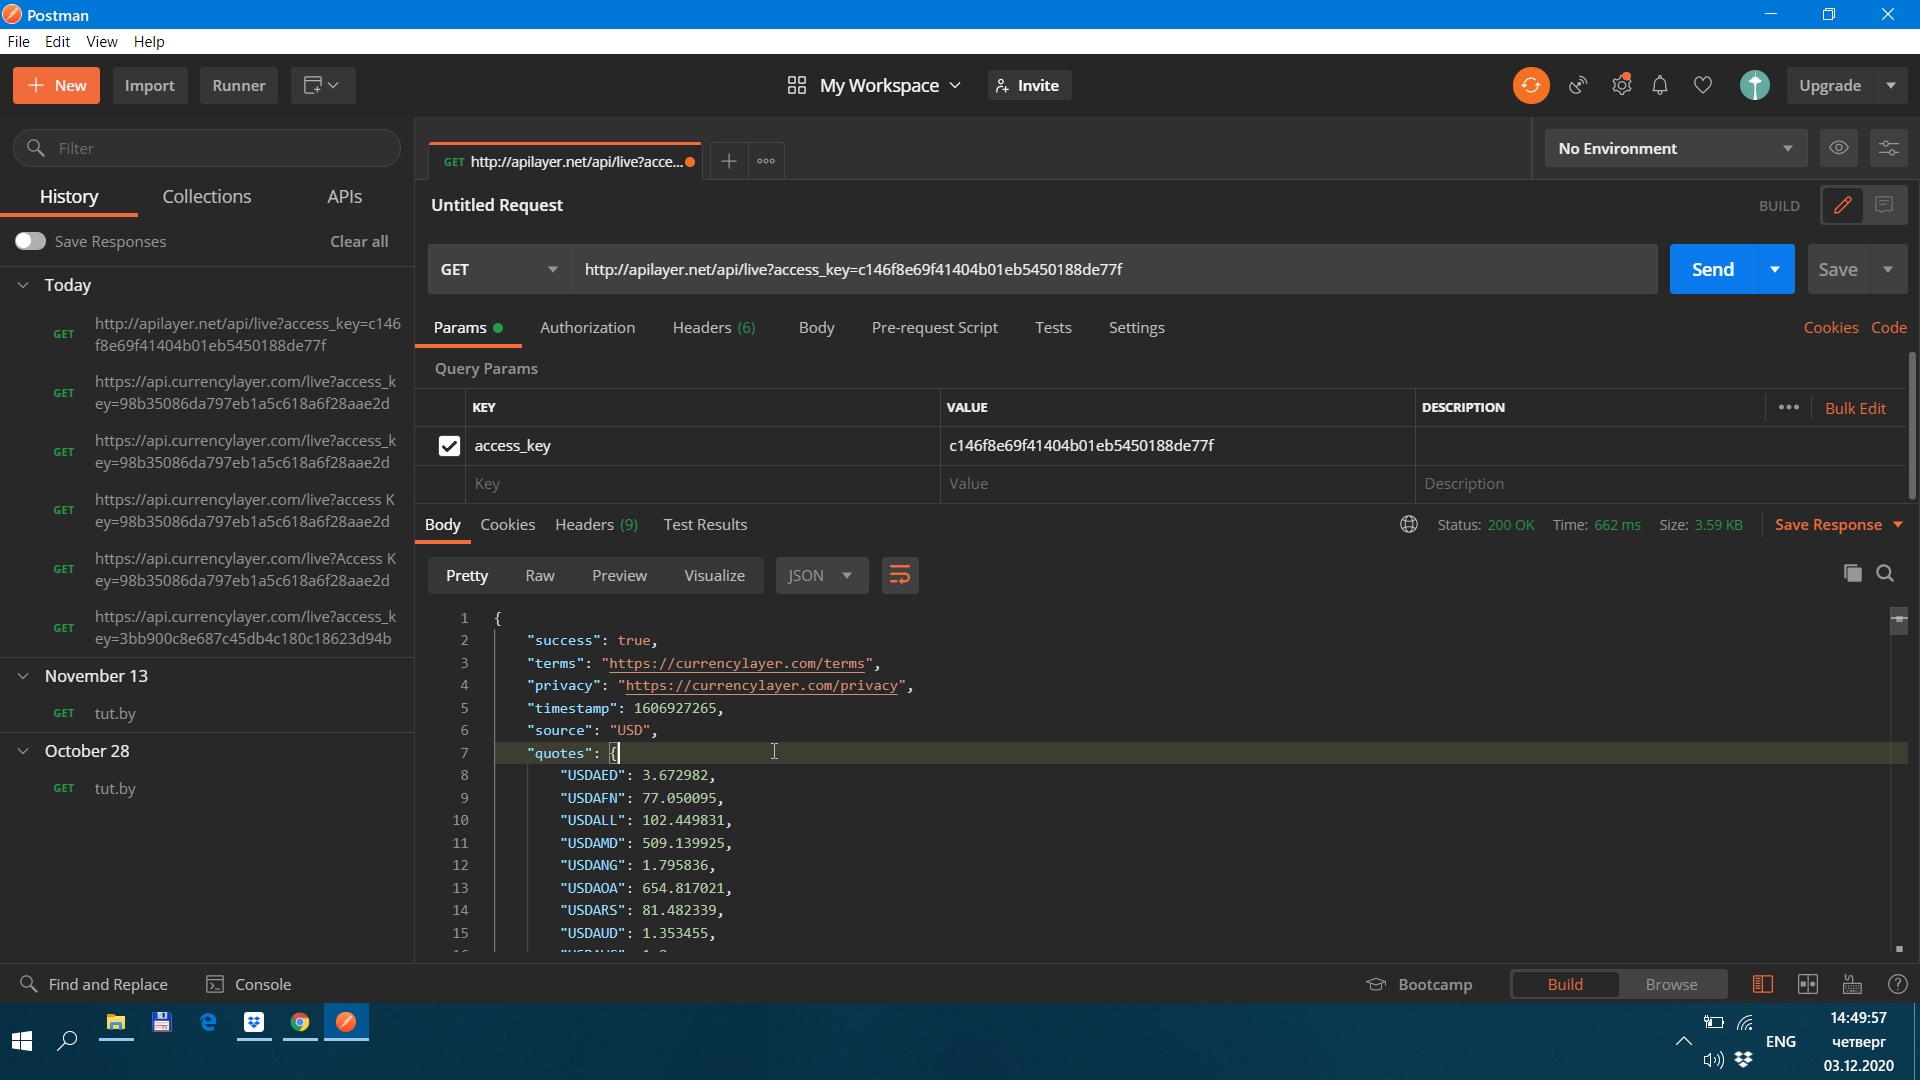 Postman
File Edit View Help
New Import Runner My Workspace Invite Upgrade
Filter
History Collections APIs
Save Responses Clear all
Today
GET http://apilayer.net/api/live?access_key=c146
f8e69f41404b01eb5450188de77f
GET https://api.currencylayer.com/live?access_k
ey=98b35086da797eb1a5c618a6f28aae2d
GET https://api.currencylayer.com/live?access_k
ey=98b35086da797eb1a5c618a6f28aae2d
GET https://api.currencylayer.com/live?access K
ey=98b35086da797eb1a5c618a6f28aae2d
GET https://api.currencylayer.com/live?Access K
ey=98b35086da797eb1a5c618a6f28aae2d
GET https://api.currencylayer.com/live?access_k
ey=3bb900c8e687c45db4c180c18623d94b
November 13
GET tut.by
October 28
GET tut.by
GET http://apilayer.net/api/live?acce...
No Environment
Untitled Request BUILD
GET http://apilayer.net/api/live?access_key=c146f8e69f41404b01eb5450188de77f Send Save
Params Authorization Headers (6) Body Pre-request Script Tests Settings Cookies Code
Query Params
KEY VALUE DESCRIPTION Bulk Edit
access_key c146f8e69f41404b01eb5450188de77f
Key Value Description
Body Cookies Headers (9) Test Results Status: 200 OK Time: 662 ms Size: 3.59 KB Save Response
Pretty Raw Preview Visualize JSON
1 {
2 "success": true,
3 "terms": "https://currencylayer.com/terms",
4 "privacy": "https://currencylayer.com/privacy",
5 "timestamp": 1606927265,
6 "source": "USD",
7 "quotes": {
8 "USDAED": 3.672982,
9 "USDAFN": 77.050095,
10 "USDALL": 102.449831,
11 "USDAMD": 509.139925,
12 "USDANG": 1.795836,
13 "USDAOA": 654.817021,
14 "USDARS": 81.482339,
15 "USDAUD": 1.353455,
Find and Replace Console Bootcamp Build Browse
ENG
14:49:57
четверг
03.12.2020